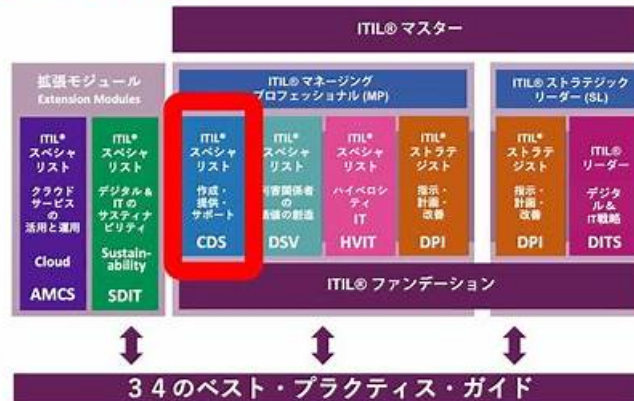 ITIL® マスター
拡張モジュール
Extension Modules
ITIL® マネージング
プロフェッショナル (MP)
ITIL® ストラテジック
リーダー (SL)
ITIL®
スペシャ
リスト
クラウド
サービス
の
活用と運用
Cloud
AMCS
ITIL®
スペシャ
リスト
デジタル&
ITの
サスティナ
ビリティ
Sustain-
ability
SDIT
ITIL®
スペシャ
リスト
作成・
提供・
サポート
CDS
ITIL®
スペシャ
リスト
利害関係者
の
価値の創造
DSV
ITIL®
スペシャ
リスト
ハイベロシ
ティ
IT
HVIT
ITIL®
ストラテ
ジスト
指示・
計画・
改善
DPI
ITIL®
ストラテ
ジスト
指示・
計画・
改善
DPI
ITIL®
リーダー
デジタ
ル&
IT戦略
DITS
ITIL® ファンデーション
34のベスト・プラクティス・ガイド